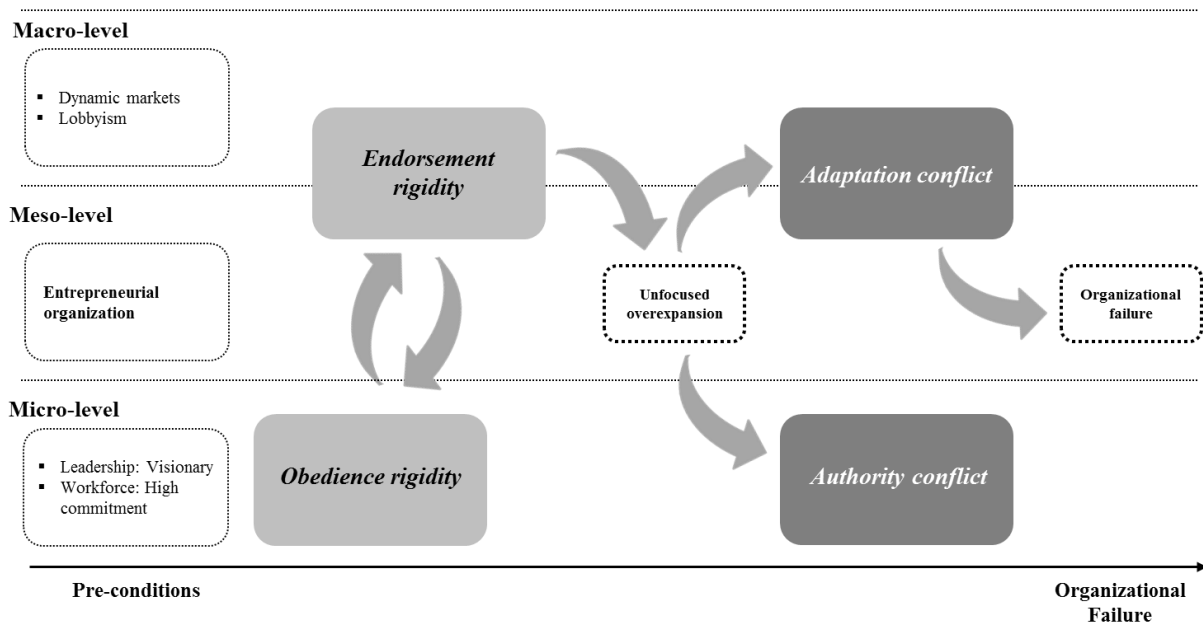 Macro-level
▪ Dynamic markets
▪ Lobbyism
Endorsement
rigidity
Adaptation conflict
Meso-level
Entrepreneurial
organization
Unfocused
overexpansion
Organizational
failure
Micro-level
▪ Leadership: Visionary
▪ Workforce: High
commitment
Obedience rigidity
Authority conflict
Pre-conditions
Organizational
Failure